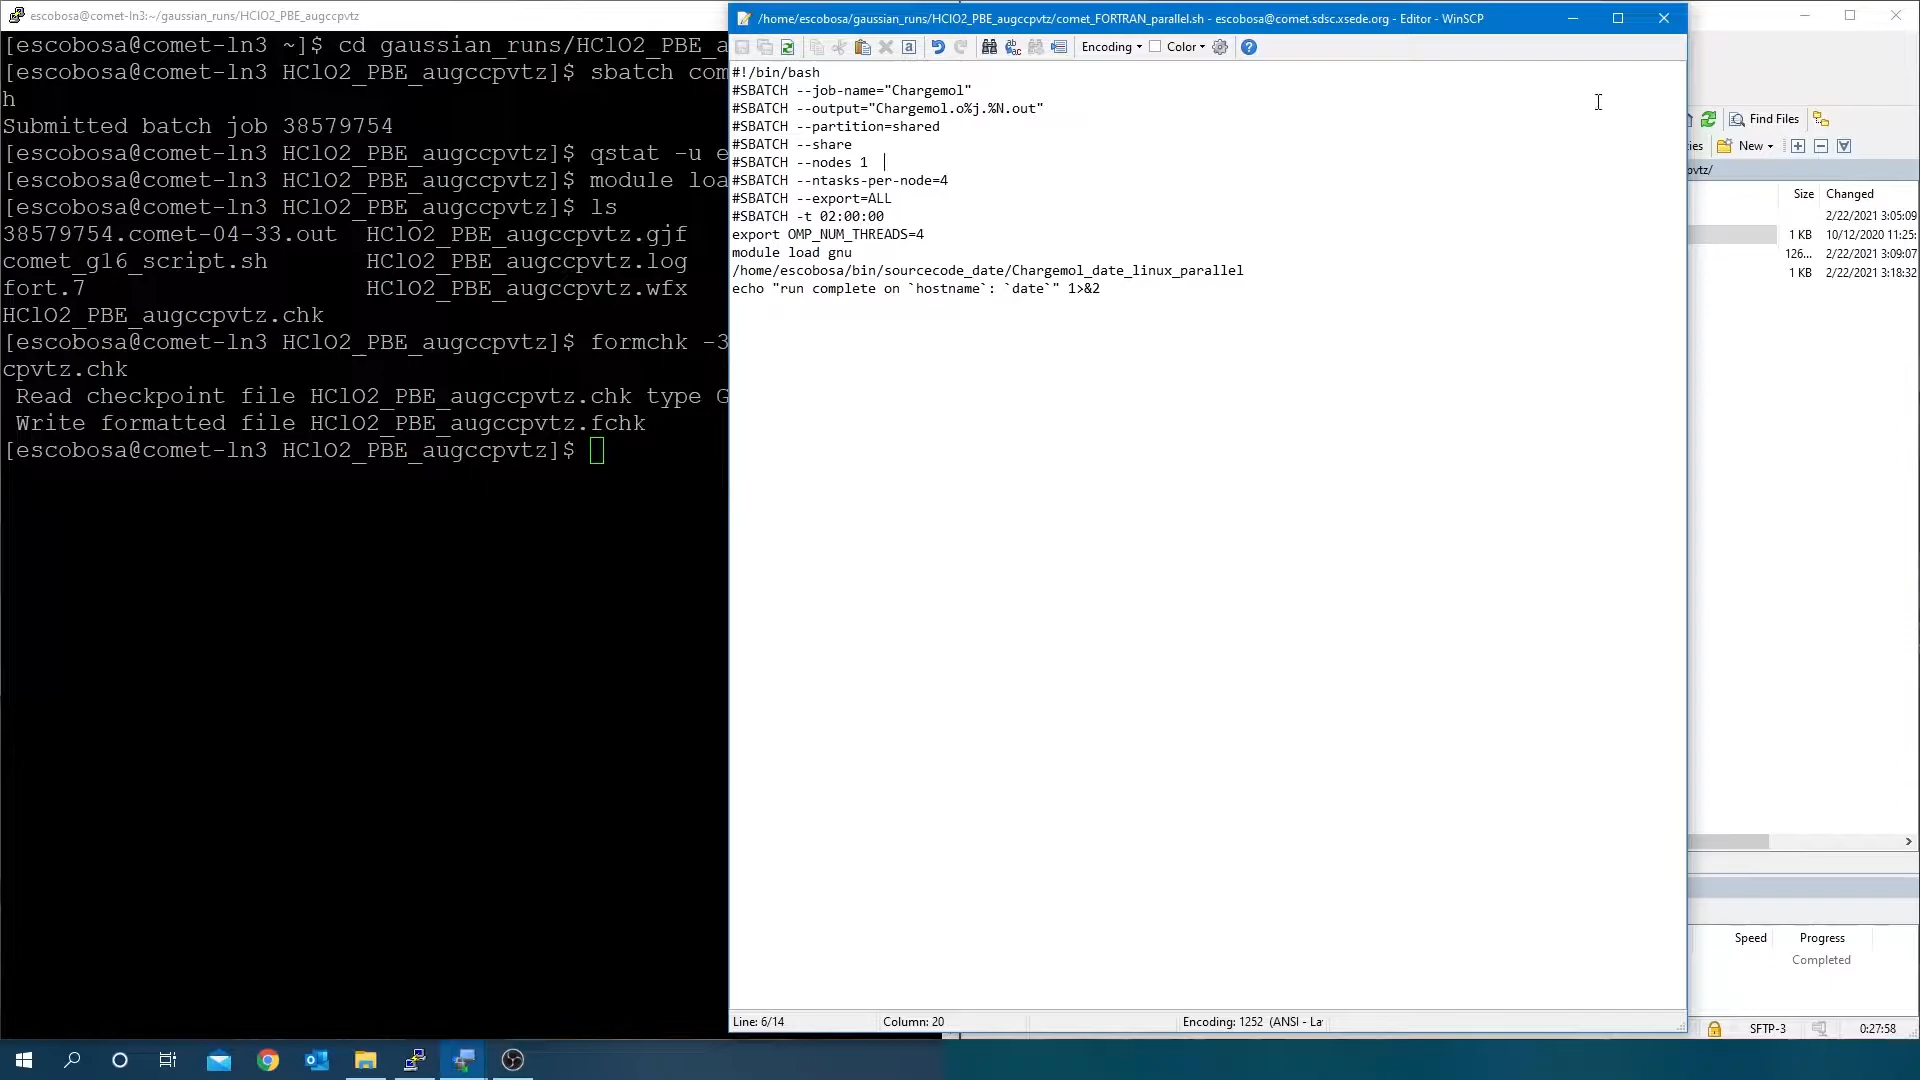 escobosa@comet-ln3:~/gaussian_runs/HClO2_PBE_augccpvtz
[escobosa@comet-ln3 ~]$ cd gaussian_runs/HClO2_PBE_a
[escobosa@comet-ln3 HClO2_PBE_augccpvtz]$ sbatch com
h
Submitted batch job 38579754
[escobosa@comet-ln3 HClO2_PBE_augccpvtz]$ qstat -u e
[escobosa@comet-ln3 HClO2_PBE_augccpvtz]$ module loa
[escobosa@comet-ln3 HClO2_PBE_augccpvtz]$ ls
38579754.comet-04-33.out  HClO2_PBE_augccpvtz.gjf
comet_g16_script.sh       HClO2_PBE_augccpvtz.log
fort.7                    HClO2_PBE_augccpvtz.wfx
HClO2_PBE_augccpvtz.chk
[escobosa@comet-ln3 HClO2_PBE_augccpvtz]$ formchk -3
cpvtz.chk
Read checkpoint file HClO2_PBE_augccpvtz.chk type G
Write formatted file HClO2_PBE_augccpvtz.fchk
[escobosa@comet-ln3 HClO2_PBE_augccpvtz]$
/home/escobosa/gaussian_runs/HClO2_PBE_augccpvtz/comet_FORTRAN_parallel.sh - escobosa@comet.sdsc.xsede.org - Editor - WinSCP
Encoding Color
#!/bin/bash
#SBATCH --job-name="Chargemol"
#SBATCH --output="Chargemol.o%j.%N.out"
#SBATCH --partition=shared
#SBATCH --share
#SBATCH --nodes 1
#SBATCH --ntasks-per-node=4
#SBATCH --export=ALL
#SBATCH -t 02:00:00
export OMP_NUM_THREADS=4
module load gnu
/home/escobosa/bin/sourcecode_date/Chargemol_date_linux_parallel
echo "run complete on `hostname`: `date`" 1>&2
Line: 6/14 Column: 20 Encoding: 1252 (ANSI - La
Find Files
ies New
pvtz/
Size Changed
2/22/2021 3:05:09
1 KB 10/12/2020 11:25:
126... 2/22/2021 3:09:07
1 KB 2/22/2021 3:18:32
Speed Progress
Completed
SFTP-3 0:27:58